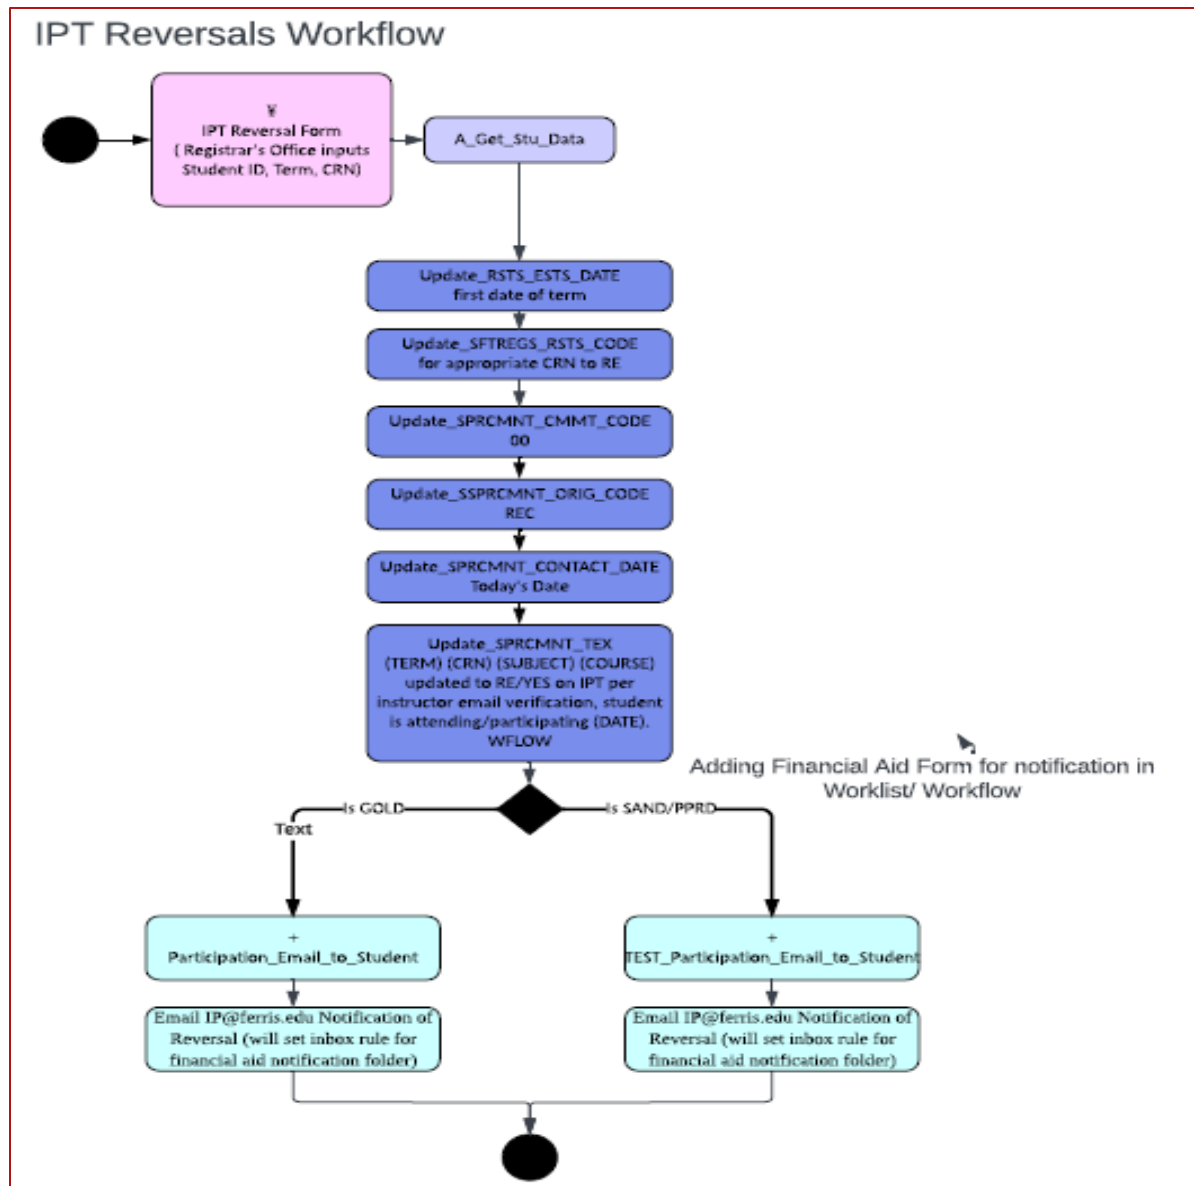 IPT Reversals Workflow
¥
IPT Reversal Form
( Registrar's Office inputs
Student ID, Term, CRN)
A_Get_Stu_Data
Update_RSTS_ESTS_DATE
first date of term
Update_SFTREGS_RSTS_CODE
for appropriate CRN to RE
Update_SPRCMNT_CMMT_CODE
00
Update_SSPRCMNT_ORIG_CODE
REC
Update_SPRCMNT_CONTACT_DATE
Today's Date
Update_SPRCMNT_TEX
(TERM) (CRN) (SUBJECT) (COURSE)
updated to RE/YES on IPT per
instructor email verification, student
is attending/participating (DATE).
WFLOW
Adding Financial Aid Form for notification in
Worklist/ Workflow
Is GOLD
Is SAND/PPRD
Text
+
Participation_Email_to_Student
+
TEST_Participation_Email_to_Student
Email IP@ferris.edu Notification of
Reversal (will set inbox rule for
financial aid notification folder)
Email IP@ferris.edu Notification of
Reversal (will set inbox rule for
financial aid notification folder)